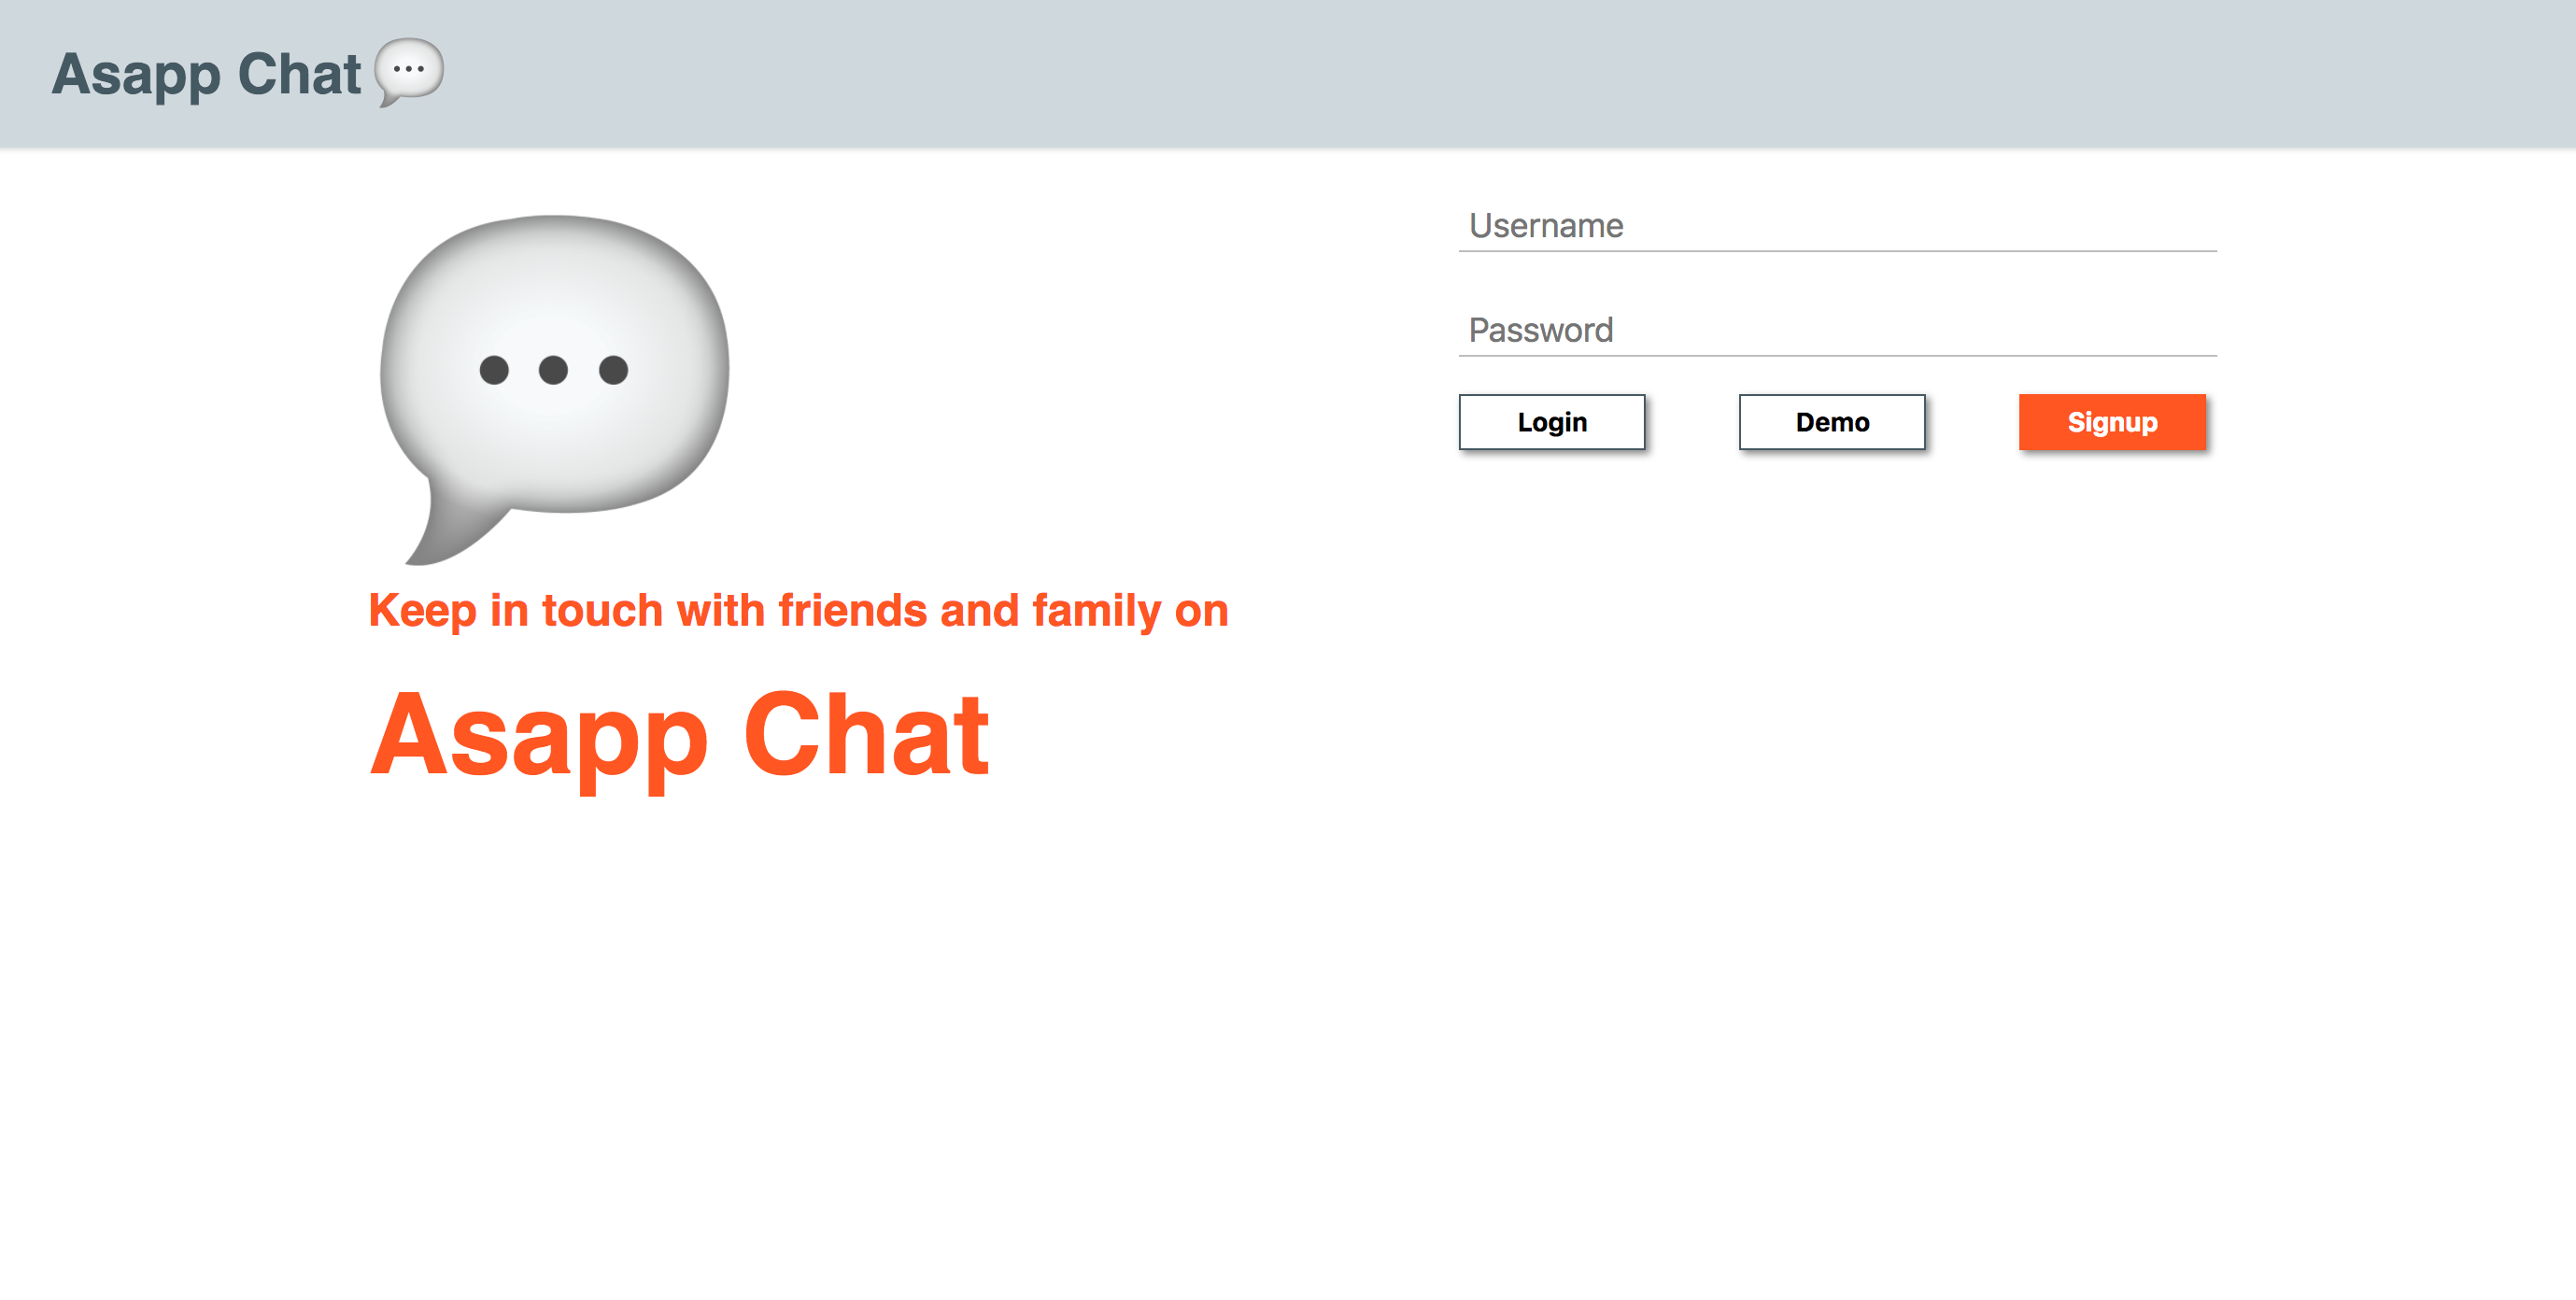 Asapp Chat
Keep in touch with friends and family on
Asapp Chat
Username
Password
Login
Demo
Signup